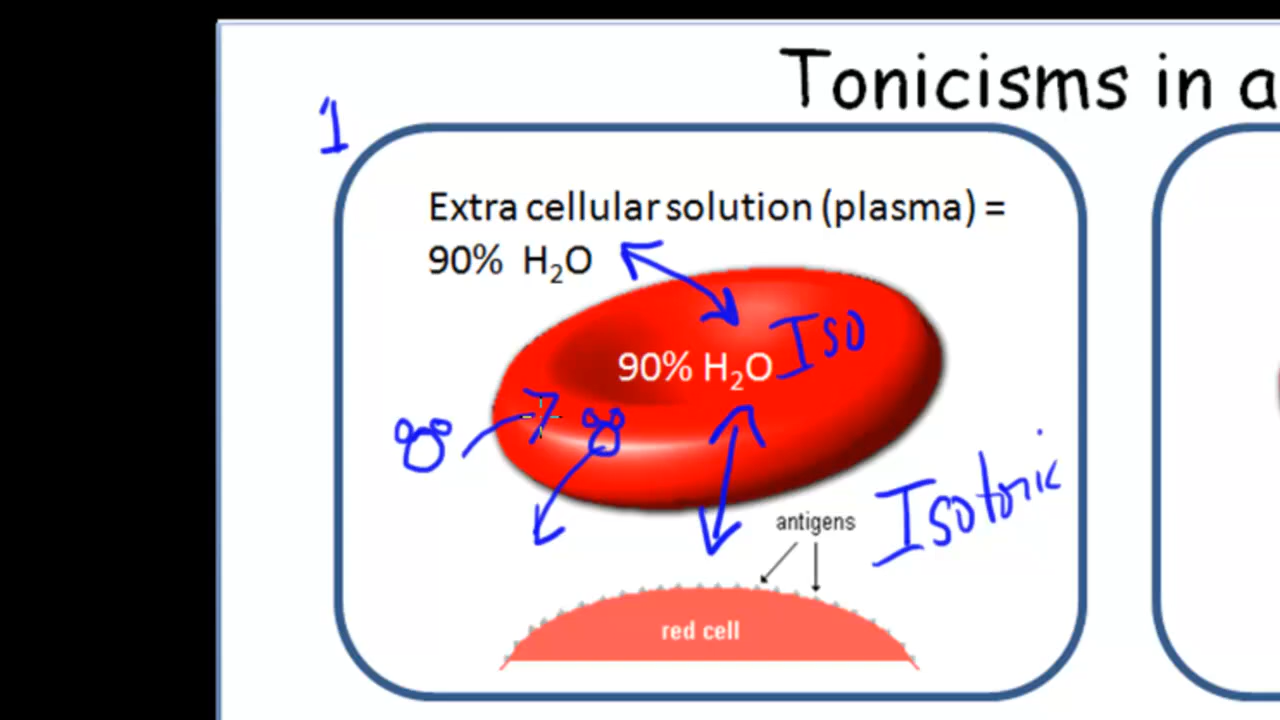 Tonicisms in a
1
Extra cellular solution (plasma) =
90% H₂O
90% H₂O
Iso
Isotonic
antigens
red cell